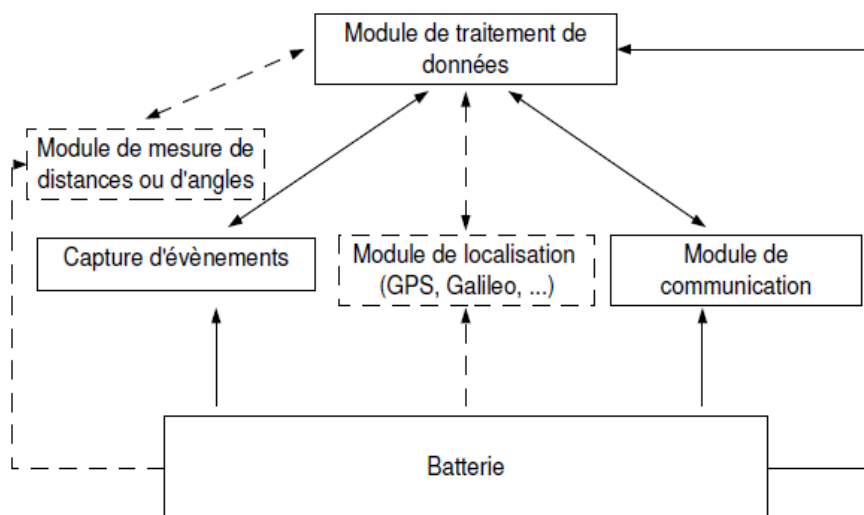 Module de traitement de
données
Module de mesure de
distances ou d'angles
Capture d'évènements
Module de localisation
(GPS, Galileo, ...)
Module de
communication
Batterie